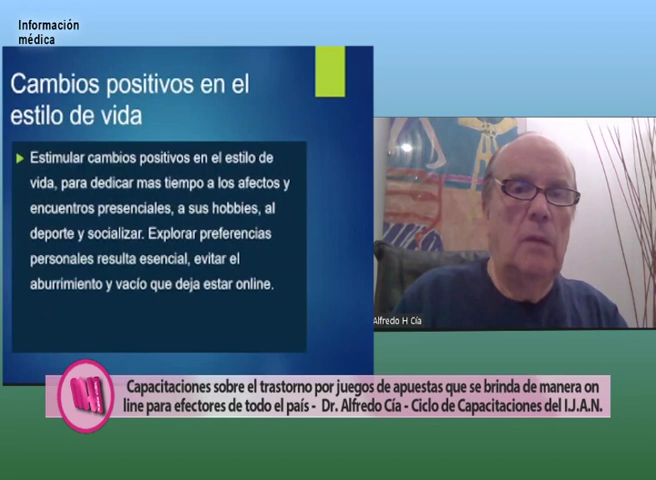 Información
médica
Cambios positivos en el
estilo de vida
Estimular cambios positivos en el estilo de
vida, para dedicar mas tiempo a los afectos y
encuentros presenciales, a sus hobbies, al
deporte y socializar. Explorar preferencias
personales resulta esencial, evitar el
aburrimiento y vacío que deja estar online.
Alfredo H Cía
Capacitaciones sobre el trastorno por juegos de apuestas que se brinda de manera on
line para efectores de todo el país - Dr. Alfredo Cía - Ciclo de Capacitaciones del I.J.A.N.